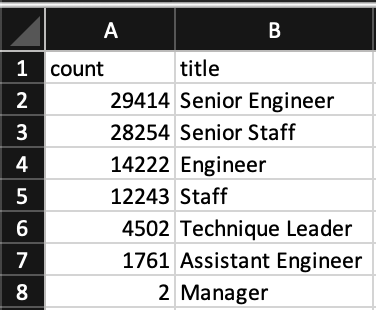 A B
1 count title
2 29414 Senior Engineer
3 28254 Senior Staff
4 14222 Engineer
5 12243 Staff
6 4502 Technique Leader
7 1761 Assistant Engineer
8 2 Manager